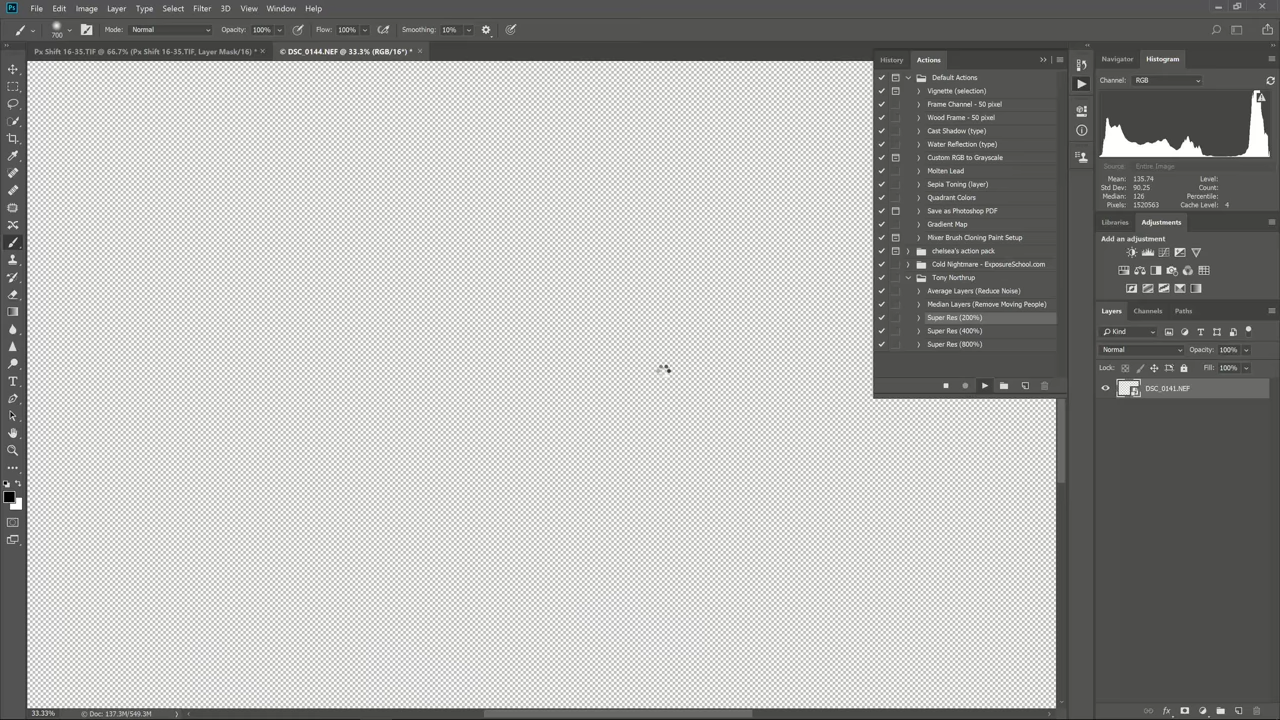 Ps File Edit Image Layer Type Select Filter 3D View Window Help
700 Mode: Normal Opacity: 100% Flow: 100% Smoothing: 10%
Px Shift 16-35.TIF @ 66.7% (Px Shift 16-35.TIF, Layer Mask/16) * × © DSC_0144.NEF @ 33.3% (RGB/16*) * ×
History Actions
Default Actions
Vignette (selection)
Frame Channel - 50 pixel
Wood Frame - 50 pixel
Cast Shadow (type)
Water Reflection (type)
Custom RGB to Grayscale
Molten Lead
Sepia Toning (layer)
Quadrant Colors
Save as Photoshop PDF
Gradient Map
Mixer Brush Cloning Paint Setup
chelsea's action pack
Cold Nightmare - ExposureSchool.com
Tony Northrup
Average Layers (Reduce Noise)
Median Layers (Remove Moving People)
Super Res (200%)
Super Res (400%)
Super Res (800%)
Navigator Histogram
Channel: RGB
Source: Entire Image
Mean: 135.74 Level:
Std Dev: 90.25 Count:
Median: 126 Percentile:
Pixels: 1520563 Cache Level: 4
Libraries Adjustments
Add an adjustment
Layers Channels Paths
Kind
Normal Opacity: 100%
Lock: Fill: 100%
DSC_0141.NEF
33.33% Doc: 137.3M/549.3M
fx